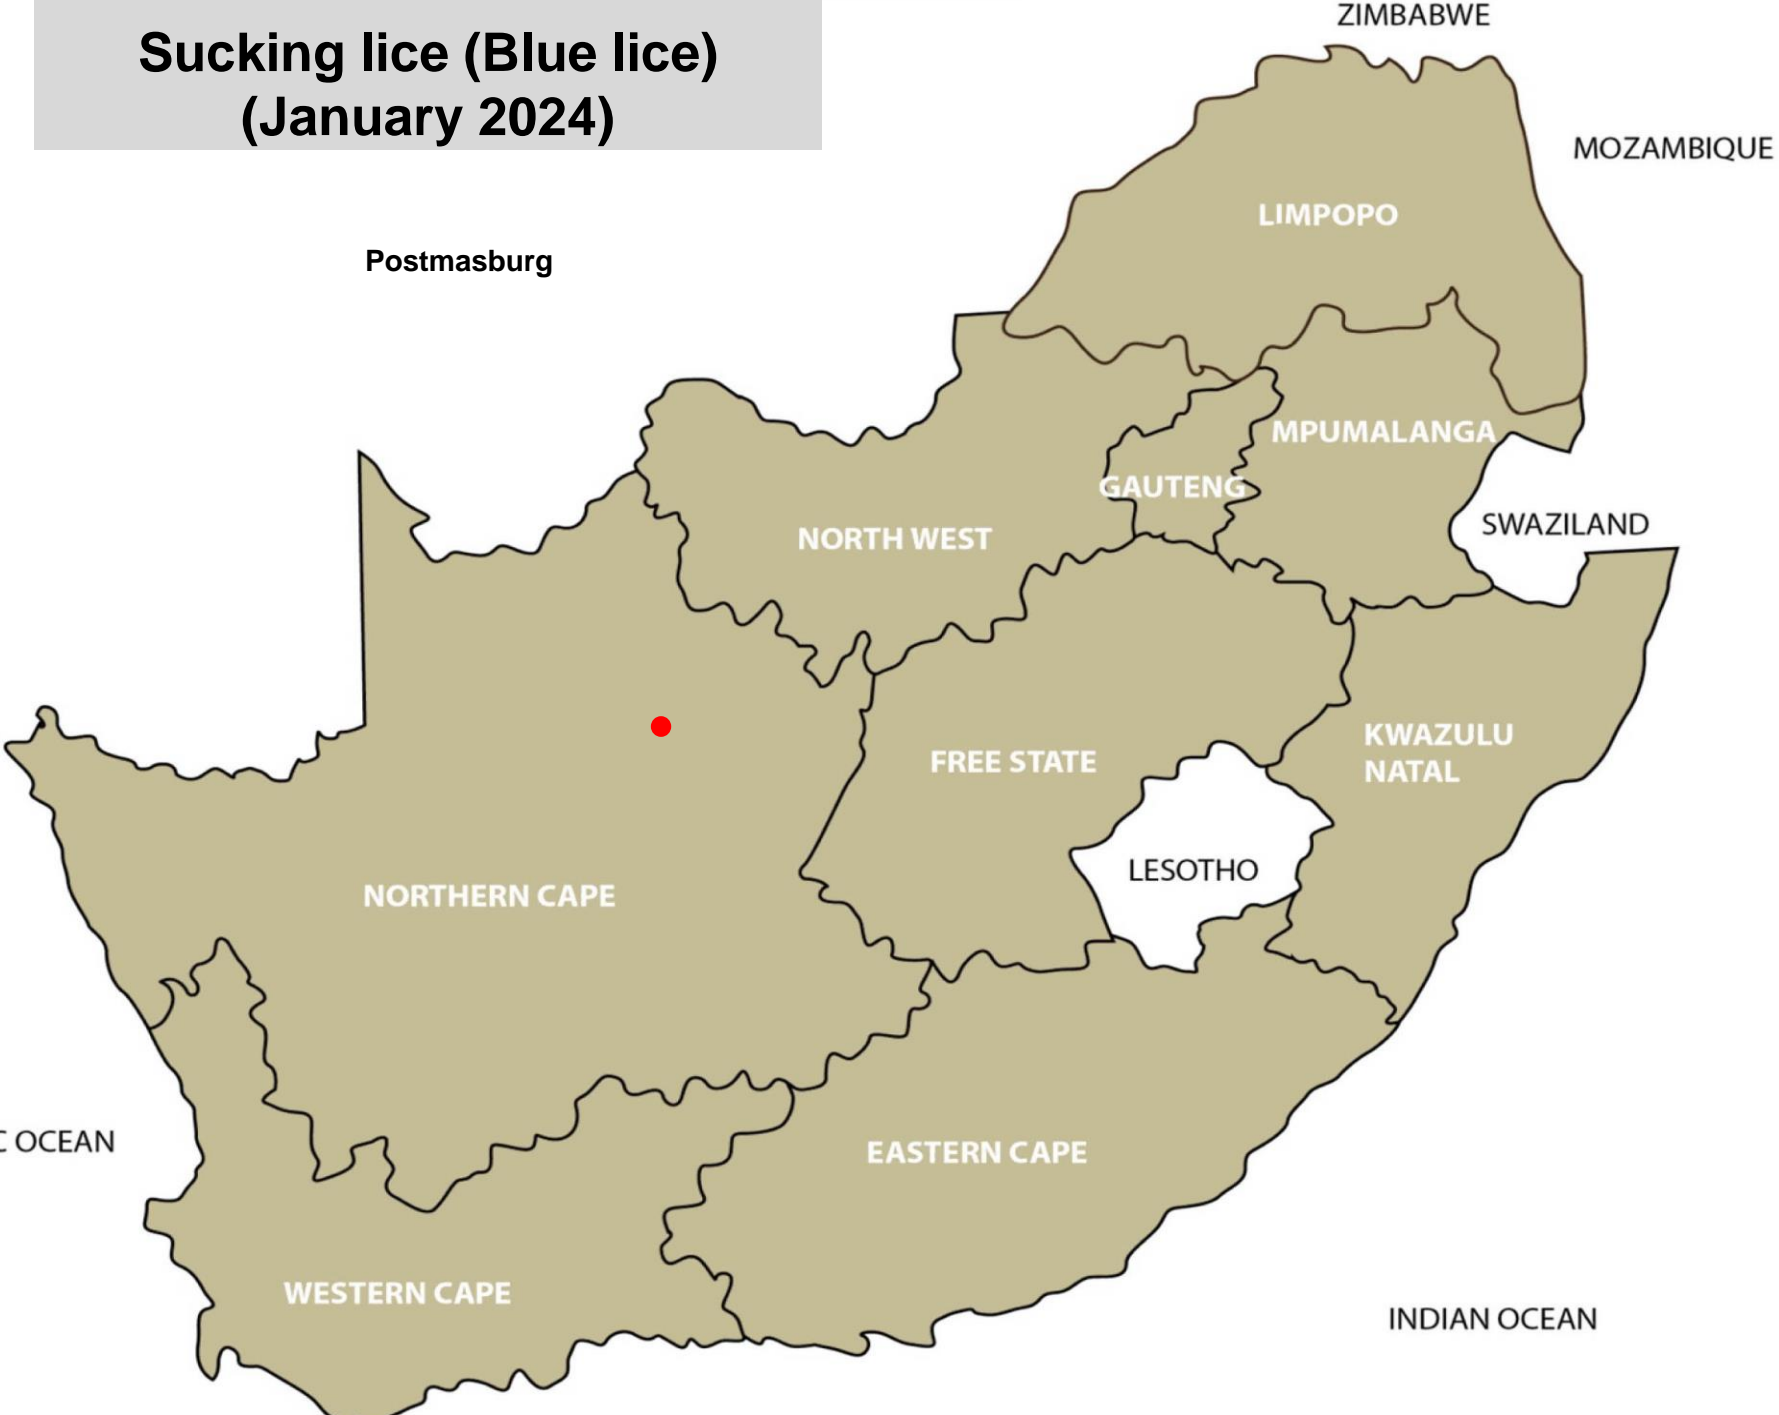 Sucking lice (Blue lice)
(January 2024)
ZIMBABWE
MOZAMBIQUE
LIMPOPO
Postmasburg
MPUMALANGA
GAUTENG
SWAZILAND
NORTH WEST
KWAZULU
NATAL
FREE STATE
LESOTHO
NORTHERN CAPE
C OCEAN
EASTERN CAPE
WESTERN CAPE
INDIAN OCEAN